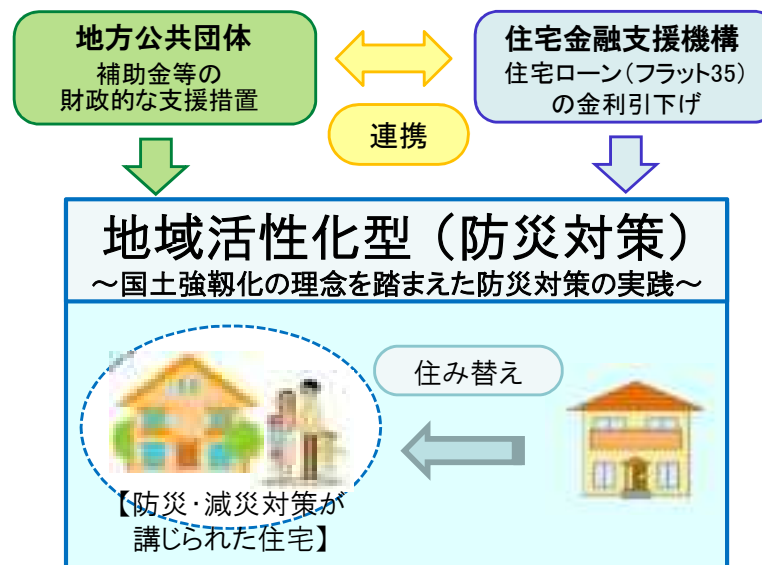 地方公共団体
補助金等の
財政的な支援措置
連携
住宅金融支援機構
住宅ローン（フラット35）
の金利引下げ
地域活性化型（防災対策）
～国土強靱化の理念を踏まえた防災対策の実践～
住み替え
【防災・減災対策が
講じられた住宅】